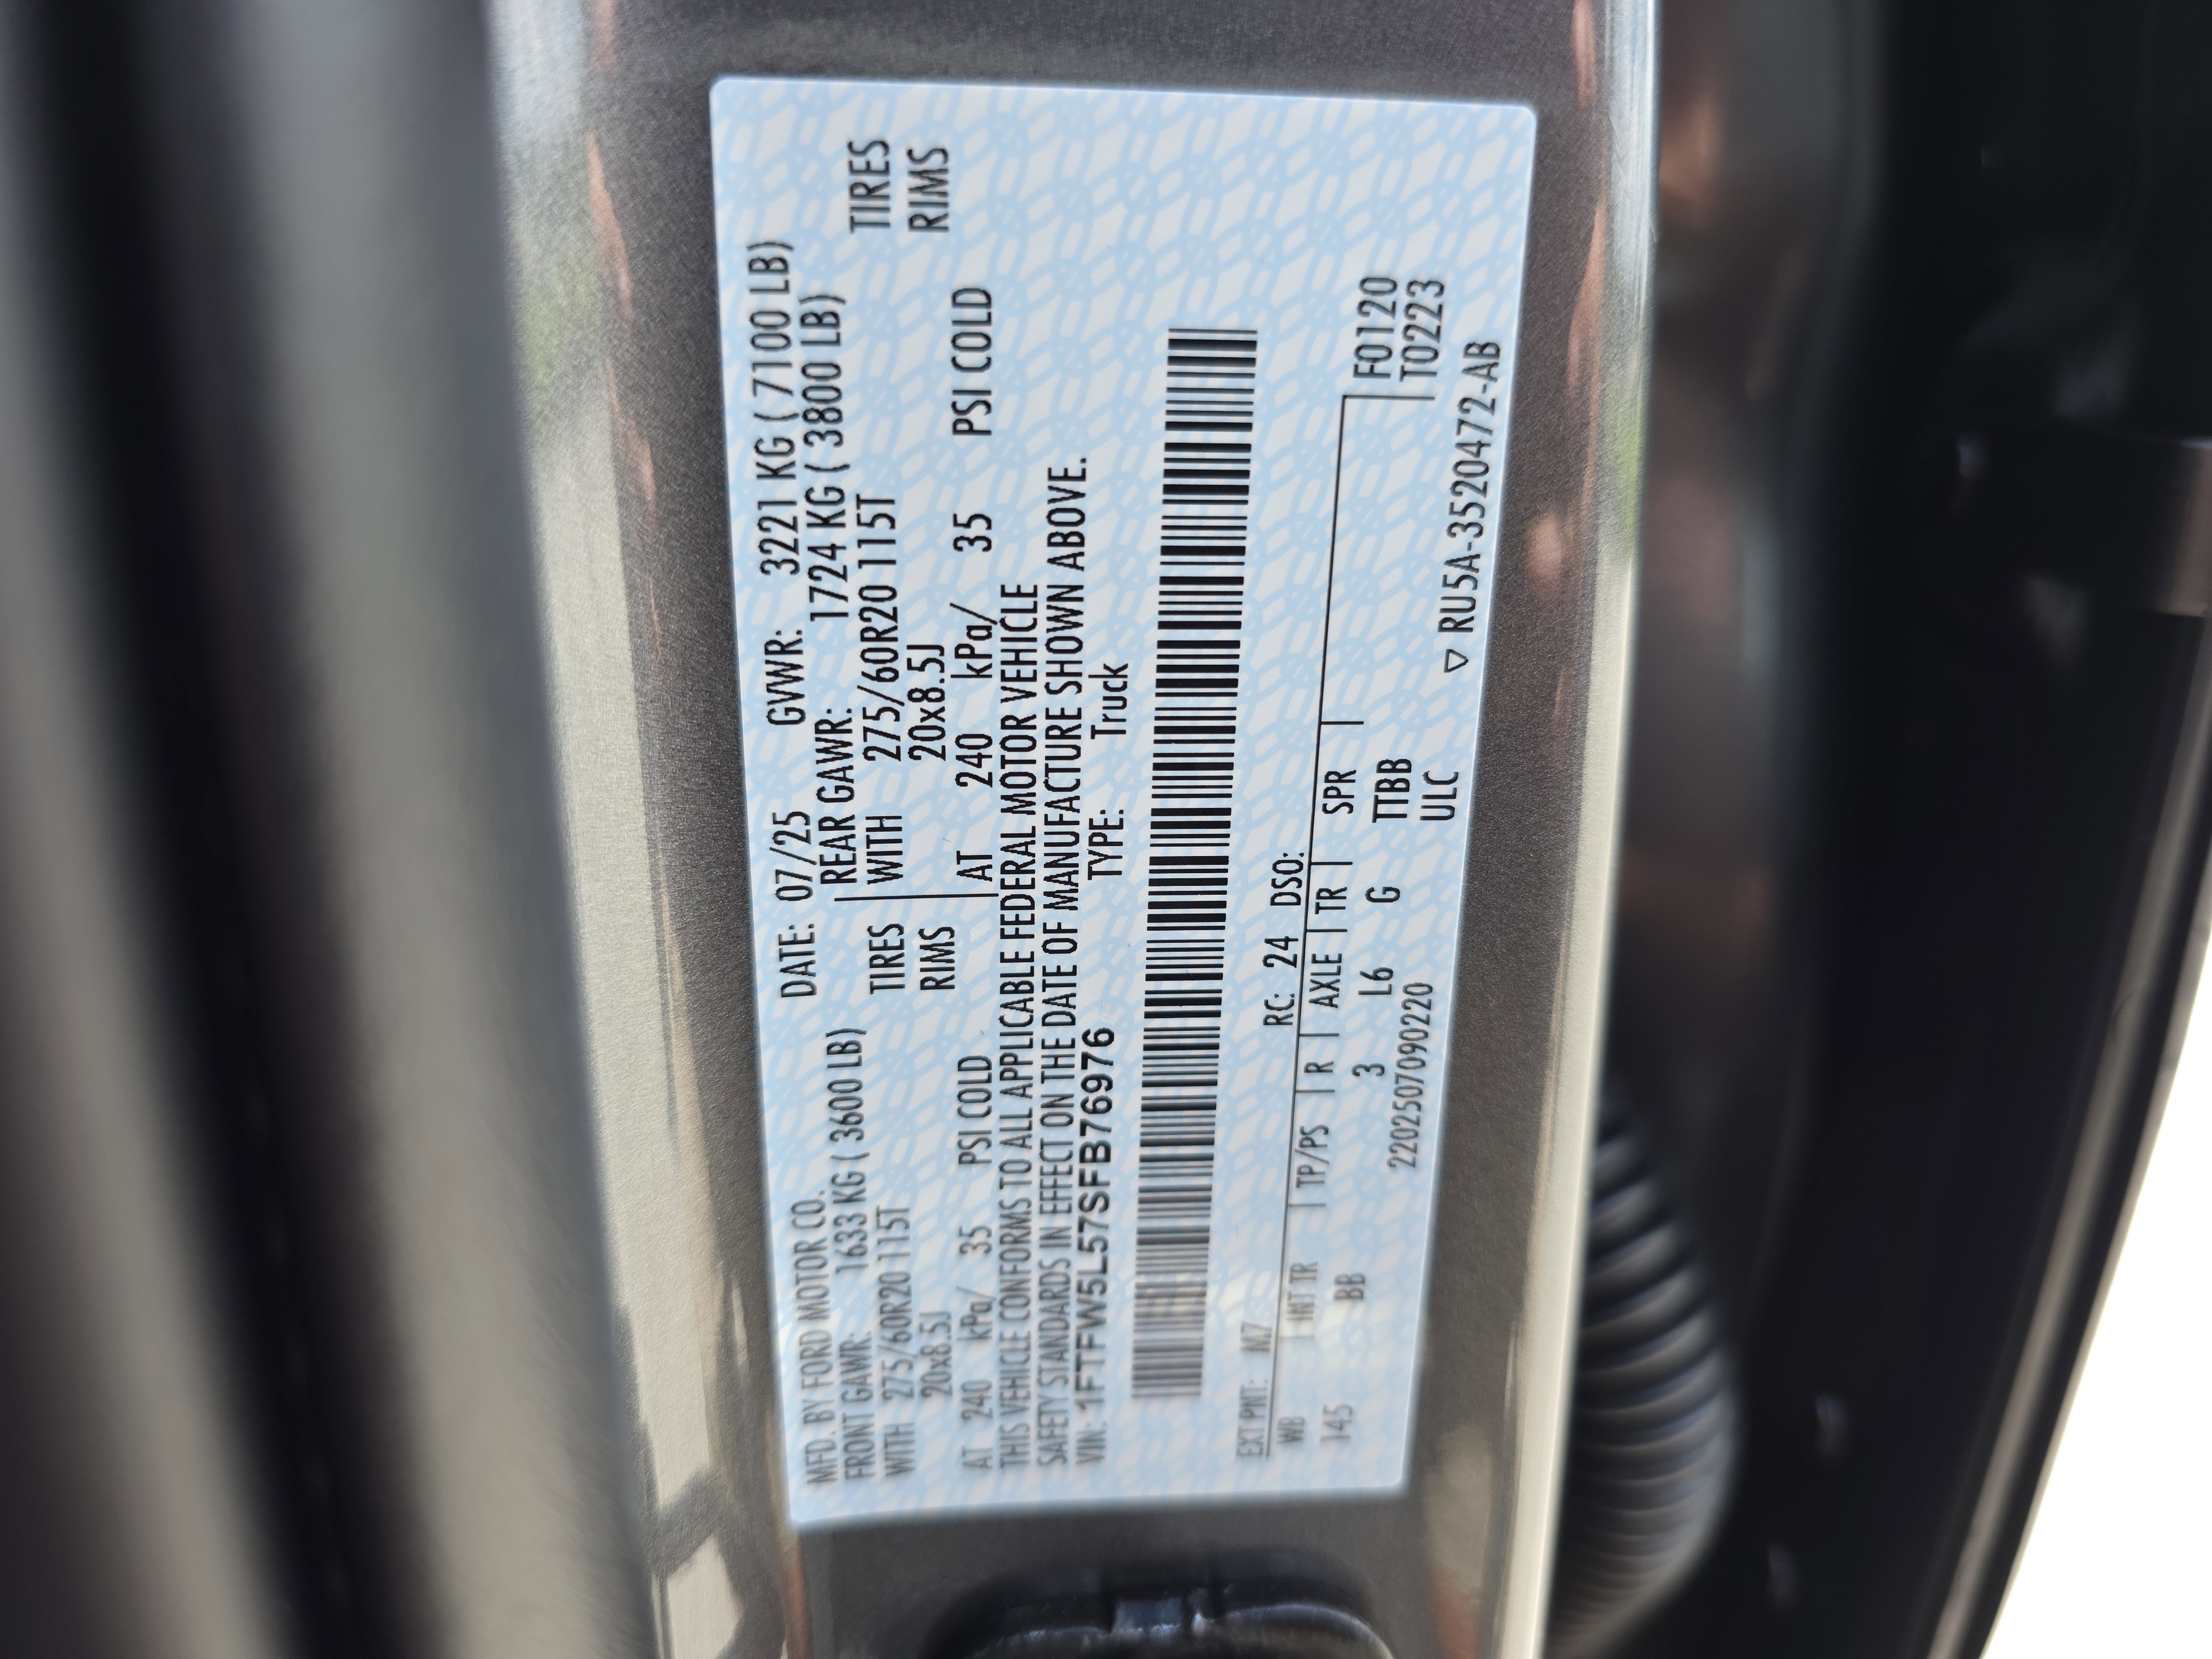 MFD. BY FORD MOTOR CO. DATE: 07/25 GVWR: 3221 KG ( 7100 LB)
FRONT GAWR: 1633 KG ( 3600 LB) REAR GAWR: 1724 KG ( 3800 LB)
WITH 275/60R20 115T TIRES WITH 275/60R20 115T TIRES
20x8.5J RIMS 20x8.5J RIMS
AT 240 kPa/ 35 PSI COLD AT 240 kPa/ 35 PSI COLD
THIS VEHICLE CONFORMS TO ALL APPLICABLE FEDERAL MOTOR VEHICLE
SAFETY STANDARDS IN EFFECT ON THE DATE OF MANUFACTURE SHOWN ABOVE.
VIN: 1FTFW5L57SFB76976 TYPE: Truck
EXT PNT: M7 RC: 24 DSO:
WB | INT TR | TP/PS | R | AXLE | TR | SPR | F0120
145 BB 3 L6 G TTBB T0223
2202507090220 ULC
▽ RU5A-3520472-AB